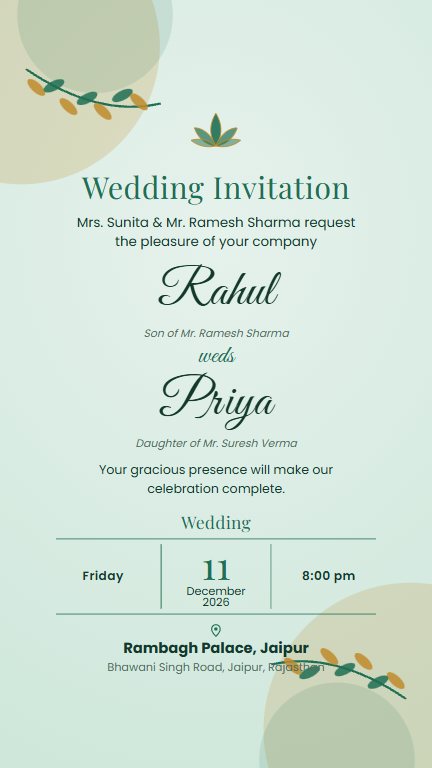 Wedding Invitation
Mrs. Sunita & Mr. Ramesh Sharma request
the pleasure of your company
Rahul
Son of Mr. Ramesh Sharma
weds
Priya
Daughter of Mr. Suresh Verma
Your gracious presence will make our
celebration complete.
Wedding
Friday
11
December
2026
8:00 pm
Rambagh Palace, Jaipur
Bhawani Singh Road, Jaipur, Rajasthan